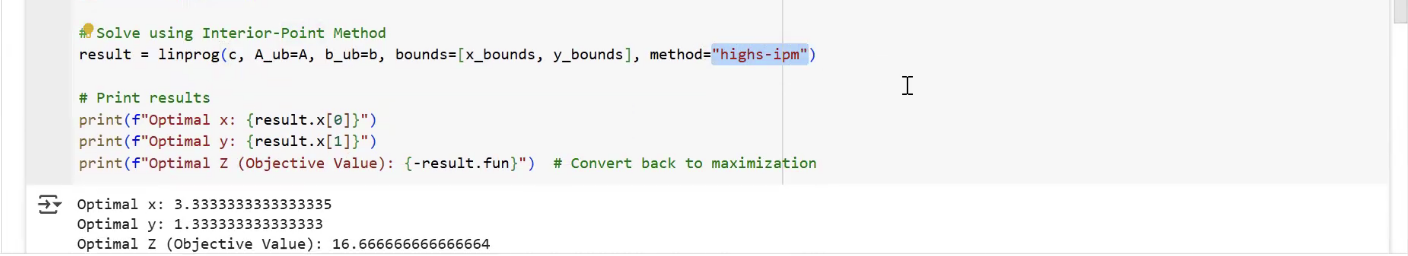 # Solve using Interior-Point Method
result = linprog(c, A_ub=A, b_ub=b, bounds=[x_bounds, y_bounds], method="highs-ipm")
# Print results
print(f"Optimal x: {result.x[0]}")
print(f"Optimal y: {result.x[1]}")
print(f"Optimal Z (Objective Value): {-result.fun}")  # Convert back to maximization
Optimal x: 3.3333333333333335
Optimal y: 1.333333333333333
Optimal Z (Objective Value): 16.666666666666664